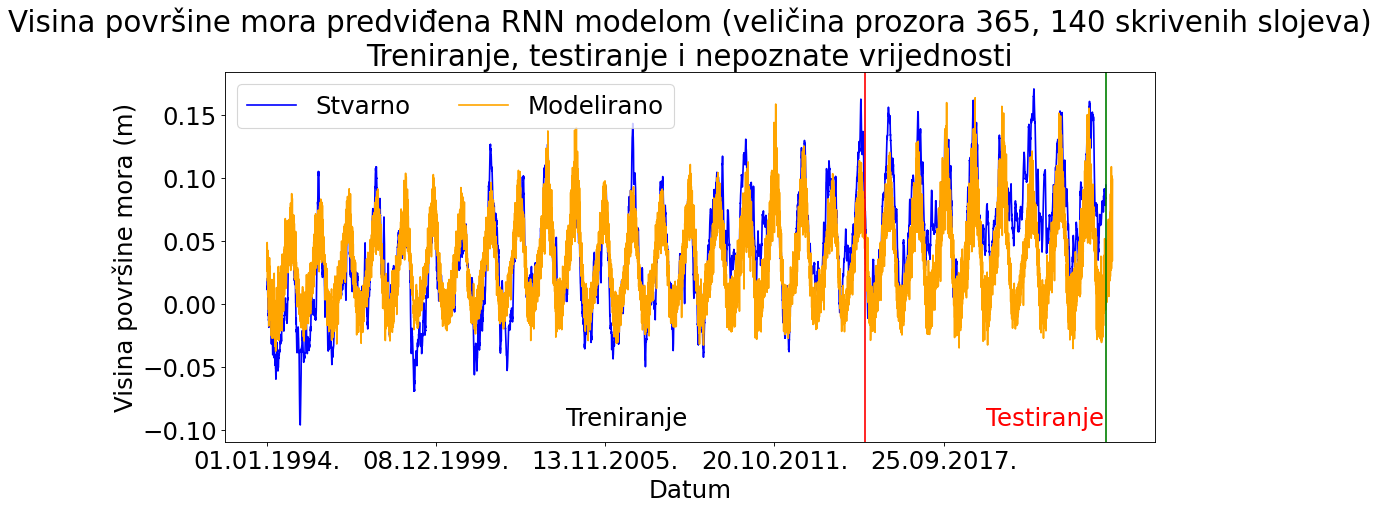 Visina površine mora predviđena RNN modelom (veličina prozora 365, 140 skrivenih slojeva)
Treniranje, testiranje i nepoznate vrijednosti
Stvarno
Modelirano
Visina površine mora (m)
0.15
0.10
0.05
0.00
−0.05
−0.10
Treniranje
Testiranje
01.01.1994.
08.12.1999.
13.11.2005.
20.10.2011.
25.09.2017.
Datum